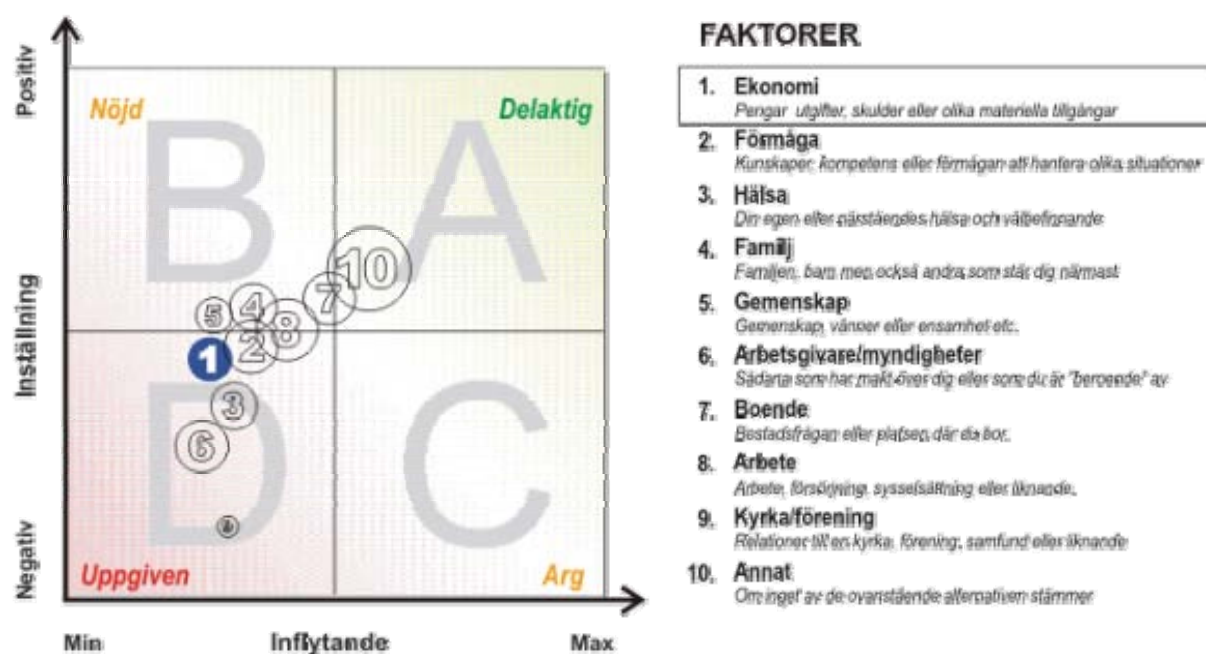 Positiv
Inställning
Negativ
Nöjd
Delaktig
B
A
10
7
5
4
8
1
2
3
6
D
C
Uppgiven
Arg
Min
Inflytande
Max
FAKTORER
1. Ekonomi
Pengar utgifter, skulder eller olika materiella tillgångar
2. Förmåga
Kunskaper, kompetens eller förmågan att hantera olika situationer
3. Hälsa
Din egen eller närståendes hälsa och välbefinnande
4. Familj
Familjen, barn men också andra som står dig närmast
5. Gemenskap
Gemenskap, vänner eller ensamhet etc.
6. Arbetsgivare/myndigheter
Sådana som har makt över dig eller som du är "beroende" av
7. Boende
Bostadsfrågan eller platsen där du bor.
8. Arbete
Arbete, försörjning, sysselsättning eller liknande.
9. Kyrka/förening
Relationer till en kyrka, förening, samfund eller liknande
10. Annat
Om inget av de ovanstående alternativen stämmer